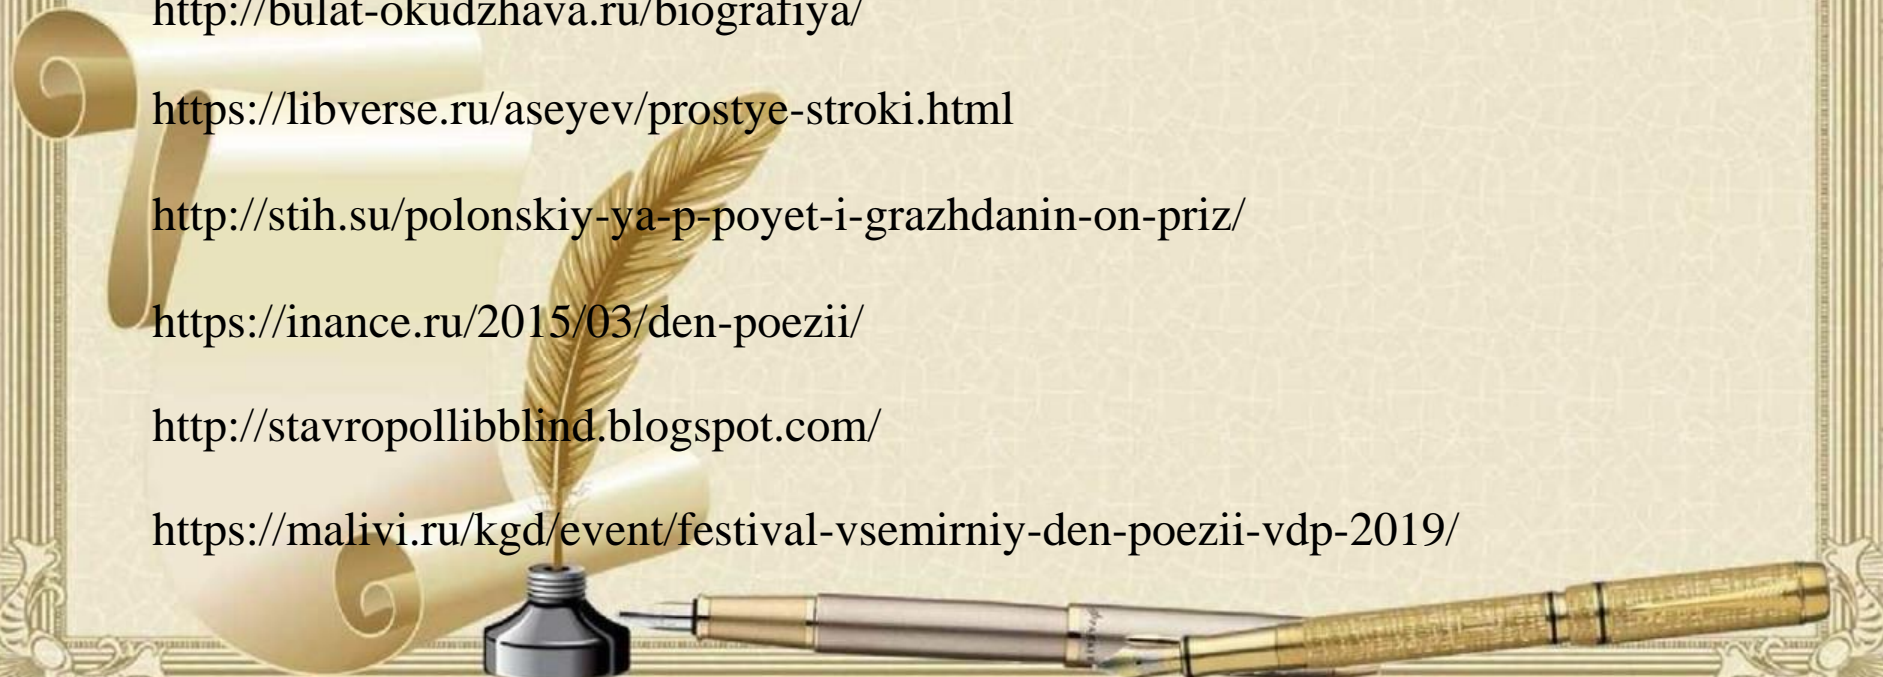 http://bulat-okudzhava.ru/biografiya/
https://libverse.ru/aseyev/prostye-stroki.html
http://stih.su/polonskiy-ya-p-poyet-i-grazhdanin-on-priz/
https://inance.ru/2015/03/den-poezii/
http://stavropollibblind.blogspot.com/
https://malivi.ru/kgd/event/festival-vsemirniy-den-poezii-vdp-2019/